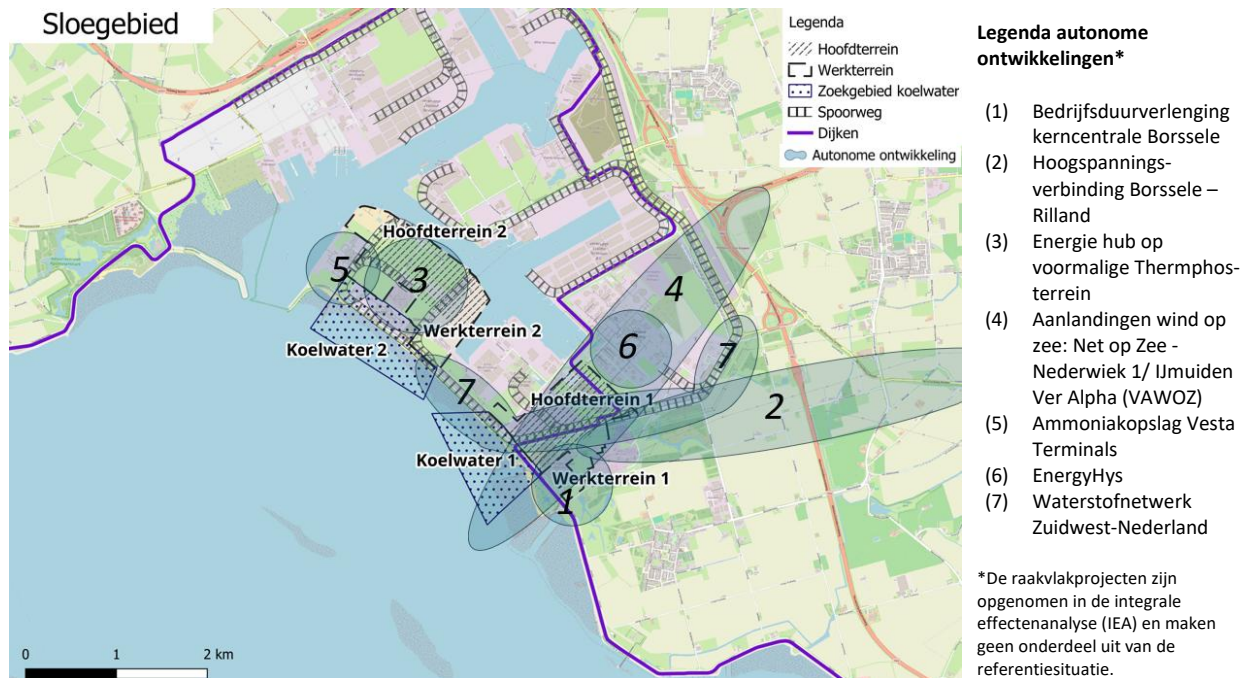 Sloegebied
Legenda
Hoofdterrein
Werkterrein
Zoekgebied koelwater
Spoorweg
Dijken
Autonome ontwikkeling
Hoofdterrein 2
5
3
4
Werkterrein 2
Koelwater 2
6
7
7
Hoofdterrein 1
2
Koelwater 1
Werkterrein 1
1
0 1 2 km
Legenda autonome
ontwikkelingen*
(1) Bedrijfsduurverlenging
kerncentrale Borssele
(2) Hoogspannings-
verbinding Borssele –
Rilland
(3) Energie hub op
voormalige Thermphos-
terrein
(4) Aanlandingen wind op
zee: Net op Zee -
Nederwiek 1/ IJmuiden
Ver Alpha (VAWOZ)
(5) Ammoniakopslag Vesta
Terminals
(6) EnergyHys
(7) Waterstofnetwerk
Zuidwest-Nederland
*De raakvlakprojecten zijn
opgenomen in de integrale
effectenanalyse (IEA) en maken
geen onderdeel uit van de
referentiesituatie.